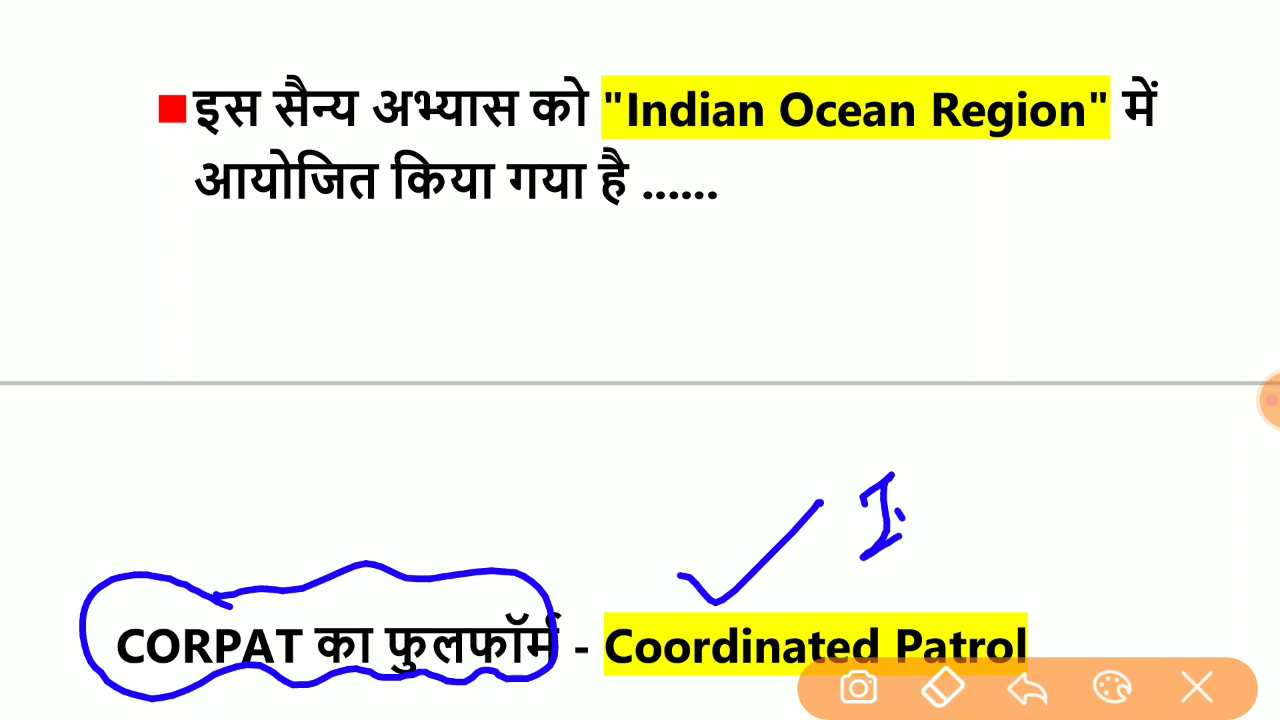 इस सैन्य अभ्यास को "Indian Ocean Region" में
आयोजित किया गया है ......
I
CORPAT का फुलफॉर्म - Coordinated Patrol